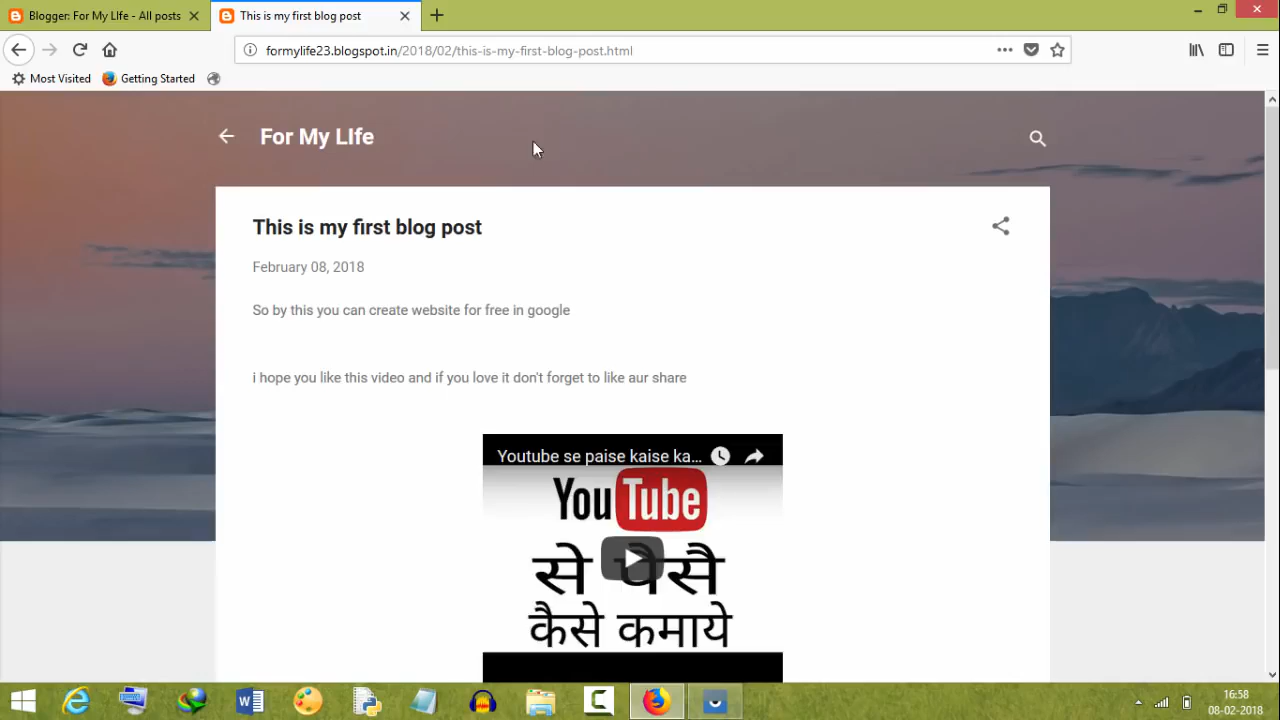 Blogger: For My LIfe - All posts
This is my first blog post
formylife23.blogspot.in/2018/02/this-is-my-first-blog-post.html
Most Visited
Getting Started
For My LIfe
This is my first blog post
February 08, 2018
So by this you can create website for free in google
i hope you like this video and if you love it don't forget to like aur share
Youtube se paise kaise ka...
YouTube
से पैसै
कैसे कमाये
16:58
08-02-2018